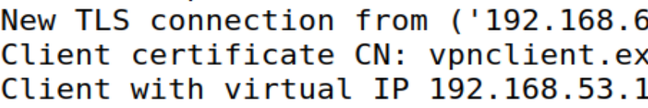 New TLS connection from ('192.168.6
Client certificate CN: vpnclient.ex
Client with virtual IP 192.168.53.1